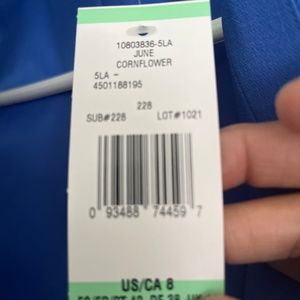 10803836-5LA
JUNE
CORNFLOWER
5LA -
4501188195
228
SUB#228 LOT#1021
0 93488 74459 7
US/CA 8